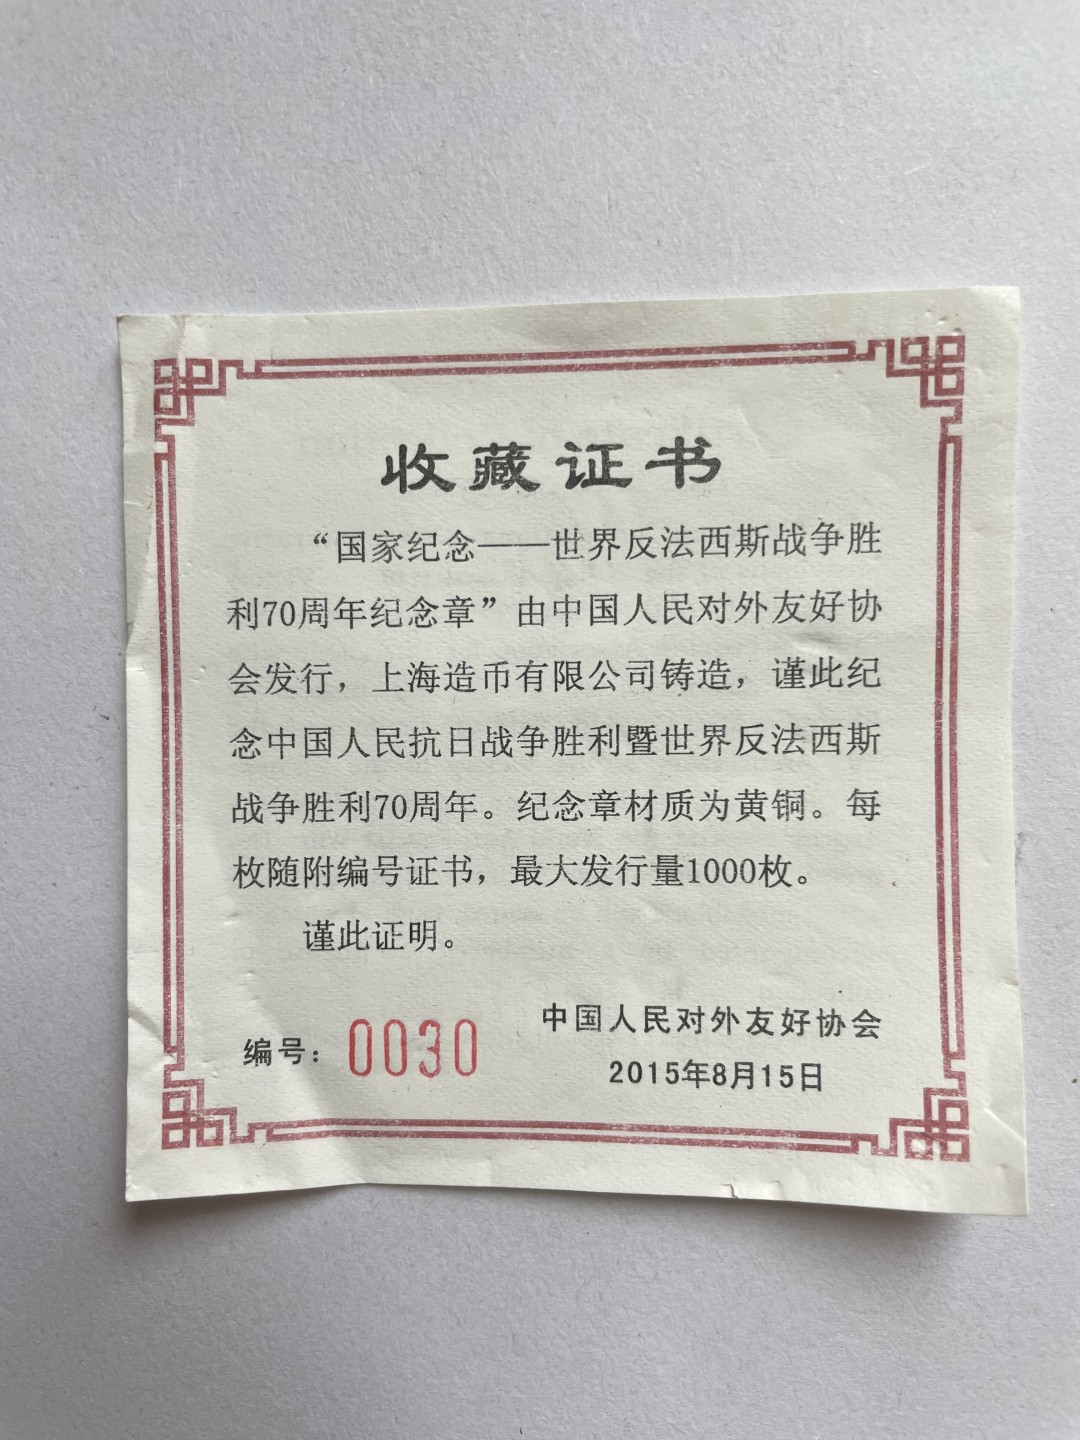 收藏证书
“国家纪念——世界反法西斯战争胜
利70周年纪念章”由中国人民对外友好协
会发行，上海造币有限公司铸造，谨此纪
念中国人民抗日战争胜利暨世界反法西斯
战争胜利70周年。纪念章材质为黄铜。每
枚随附编号证书，最大发行量1000枚。
谨此证明。
中国人民对外友好协会
编号：0030
2015年8月15日